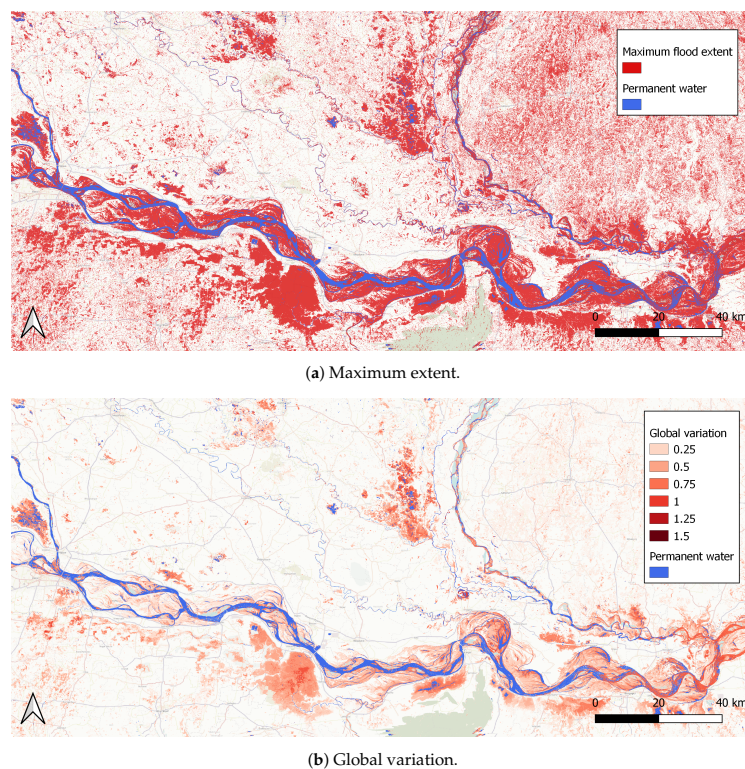 Maximum flood extent
Permanent water
0
20
40 km
(a) Maximum extent.
Global variation
0.25
0.5
0.75
1
1.25
1.5
Permanent water
0
20
40 km
(b) Global variation.